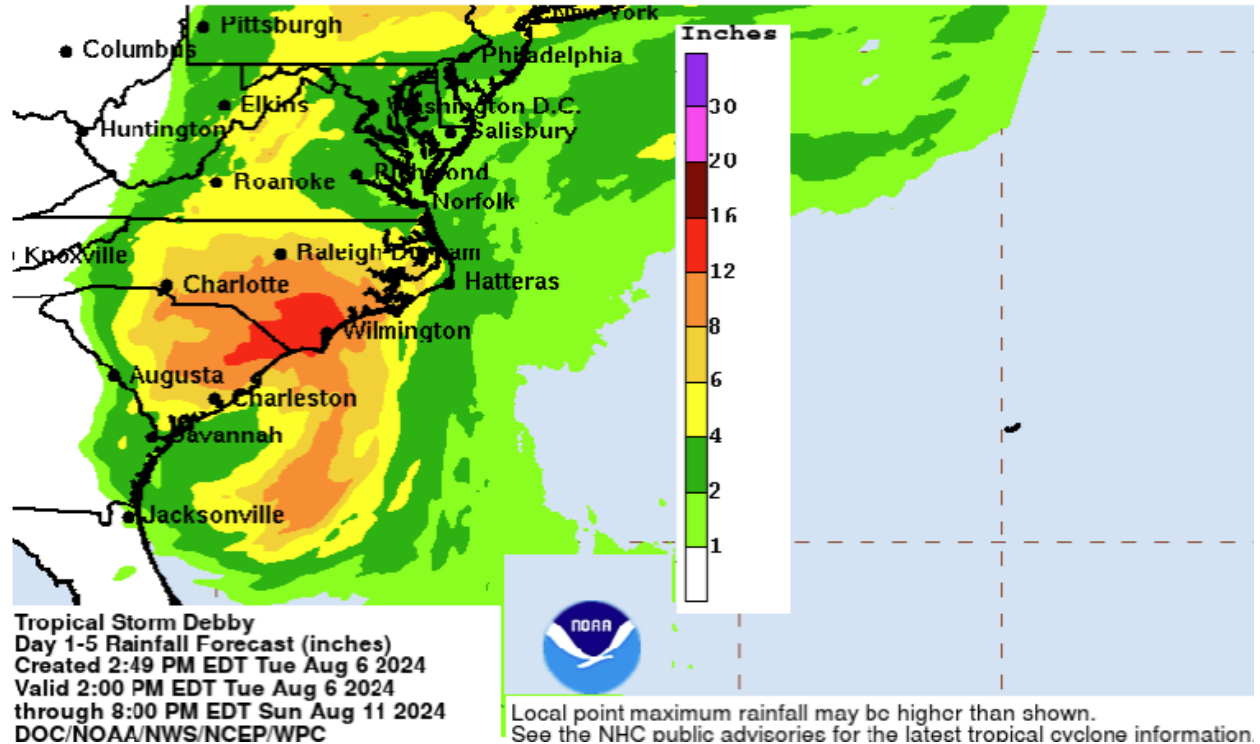 New York
Pittsburgh
Inches
Columbus
Philadelphia
Elkins
Washington D.C.
30
Huntington
Salisbury
20
Roanoke
Richmond
Norfolk
16
Knoxville
Raleigh-Durham
12
Charlotte
Hatteras
8
Wilmington
Augusta
6
Charleston
4
Savannah
2
Jacksonville
1
NOAA
Tropical Storm Debby
Day 1-5 Rainfall Forecast (inches)
Created 2:49 PM EDT Tue Aug 6 2024
Valid 2:00 PM EDT Tue Aug 6 2024
through 8:00 PM EDT Sun Aug 11 2024
DOC/NOAA/NWS/NCEP/WPC
Local point maximum rainfall may be higher than shown.
See the NHC public advisories for the latest tropical cyclone information.